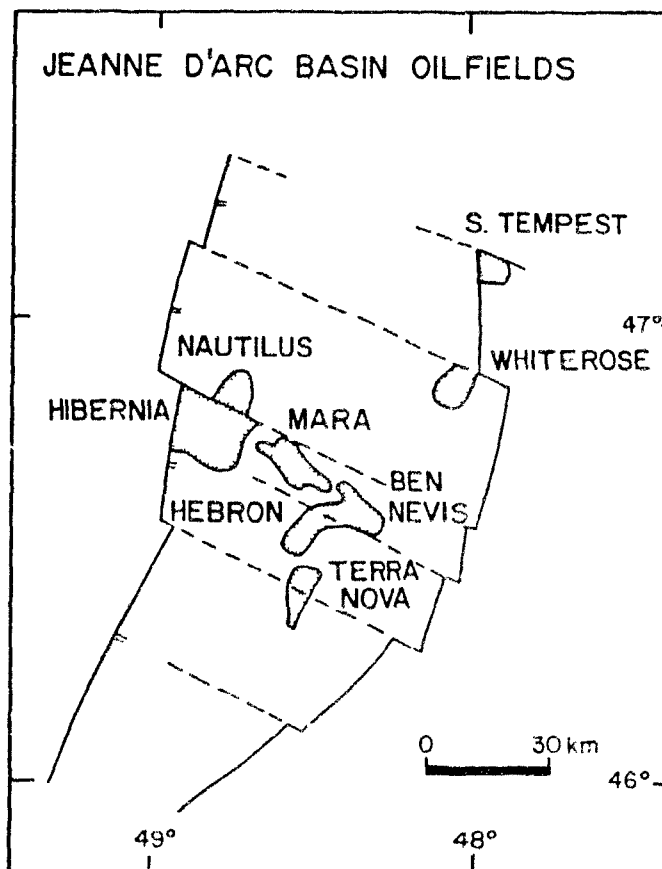 JEANNE D'ARC BASIN OILFIELDS
S. TEMPEST
47°
NAUTILUS
WHITEROSE
HIBERNIA
MARA
BEN
NEVIS
HEBRON
TERRA
NOVA
0 30 km
46°
49° 48°